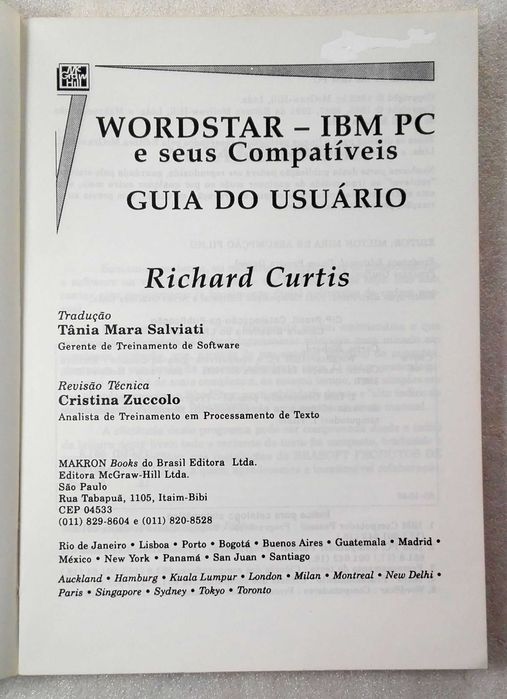 Mc
Graw
Hill
WORDSTAR – IBM PC
e seus Compatíveis
GUIA DO USUÁRIO
Richard Curtis
Tradução
Tânia Mara Salviati
Gerente de Treinamento de Software
Revisão Técnica
Cristina Zuccolo
Analista de Treinamento em Processamento de Texto
MAKRON Books do Brasil Editora Ltda.
Editora McGraw-Hill Ltda.
São Paulo
Rua Tabapuã, 1105, Itaim-Bibi
CEP 04533
(011) 829-8604 e (011) 820-8528
Rio de Janeiro • Lisboa • Porto • Bogotá • Buenos Aires • Guatemala • Madrid •
México • New York • Panamá • San Juan • Santiago
Auckland • Hamburg • Kuala Lumpur • London • Milan • Montreal • New Delhi •
Paris • Singapore • Sydney • Tokyo • Toronto